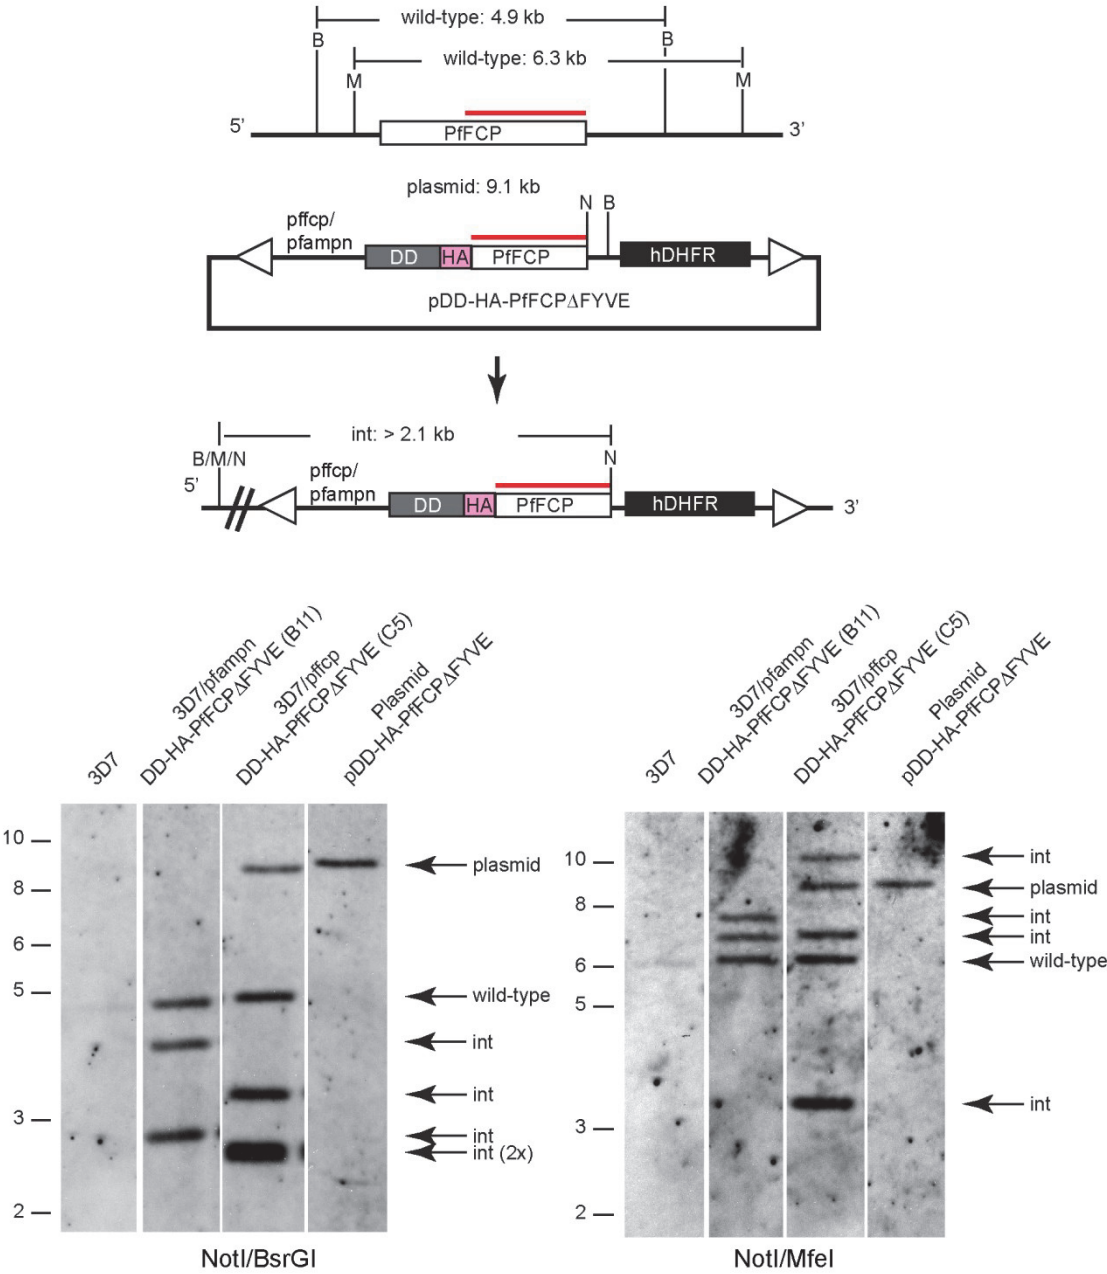 wild-type: 4.9 kb
B
B
wild-type: 6.3 kb
M
M
5’
PfFCP
3’
plasmid: 9.1 kb
N B
pffcp/
pfampn
DD HA PfFCP hDHFR
pDD-HA-PfFCPΔFYVE
int: > 2.1 kb
B/M/N
N
5’
pffcp/
pfampn
DD HA PfFCP hDHFR
3’
3D7
3D7/pfampn
DD-HA-PfFCPΔFYVE (B11)
3D7/pffcp
DD-HA-PfFCPΔFYVE (C5)
Plasmid
pDD-HA-PfFCPΔFYVE
10
8
6
5
3
2
plasmid
wild-type
int
int
int
int (2x)
NotI/BsrGI
3D7
3D7/pfampn
DD-HA-PfFCPΔFYVE (B11)
3D7/pffcp
DD-HA-PfFCPΔFYVE (C5)
Plasmid
pDD-HA-PfFCPΔFYVE
10
8
6
5
3
2
int
plasmid
int
int
wild-type
int
NotI/MfeI